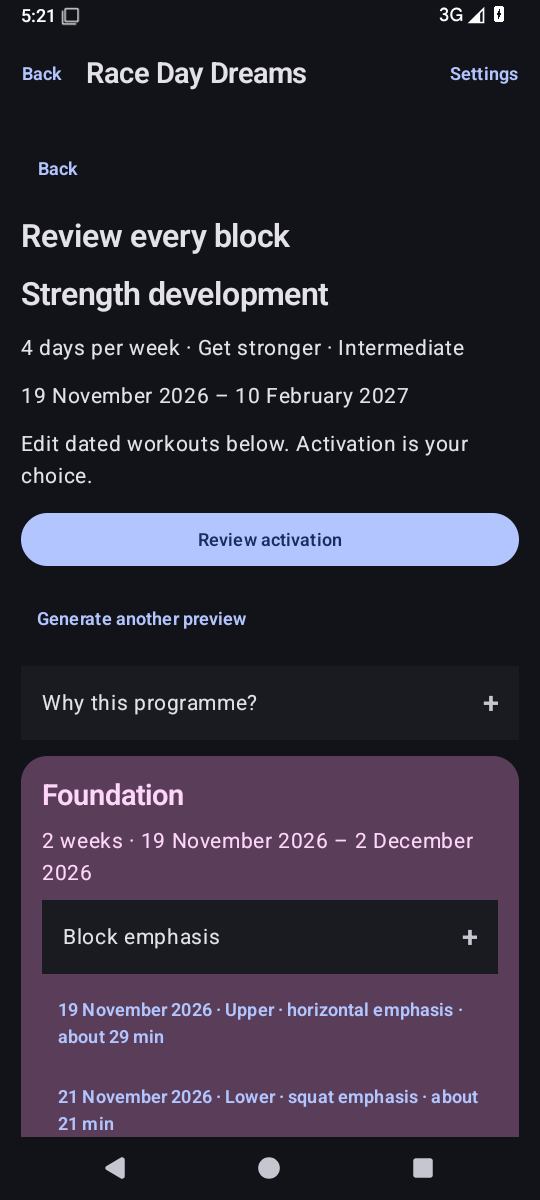 5:21
3G
Back
Race Day Dreams
Settings
Back
Review every block
Strength development
4 days per week · Get stronger · Intermediate
19 November 2026 – 10 February 2027
Edit dated workouts below. Activation is your
choice.
Review activation
Generate another preview
Why this programme?
+
Foundation
2 weeks · 19 November 2026 – 2 December
2026
Block emphasis
+
19 November 2026 · Upper · horizontal emphasis ·
about 29 min
21 November 2026 · Lower · squat emphasis · about
21 min